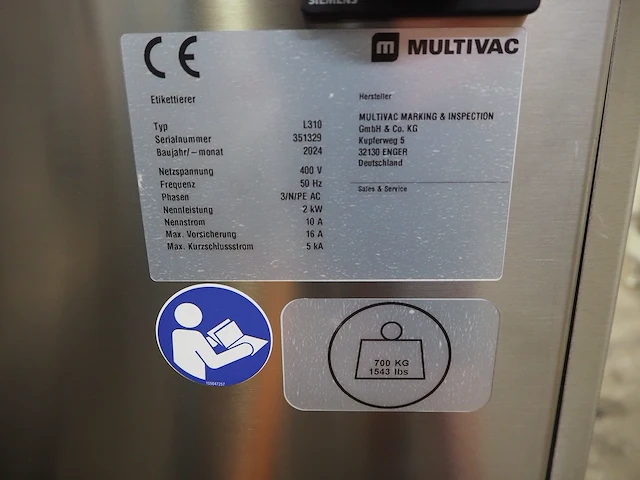 SIEMENS
CE
m MULTIVAC
Etikettierer
Typ L310
Serialnummer 351329
Baujahr/–monat 2024
Netzspannung 400 V
Frequenz 50 Hz
Phasen 3/N/PE AC
Nennleistung 2 kW
Nennstrom 10 A
Max. Vorsicherung 16 A
Max. Kurzschlussstrom 5 kA
Hersteller
MULTIVAC MARKING & INSPECTION
GmbH & Co. KG
Kupferweg 5
32130 ENGER
Deutschland
Sales & Service
700 KG
1543 lbs